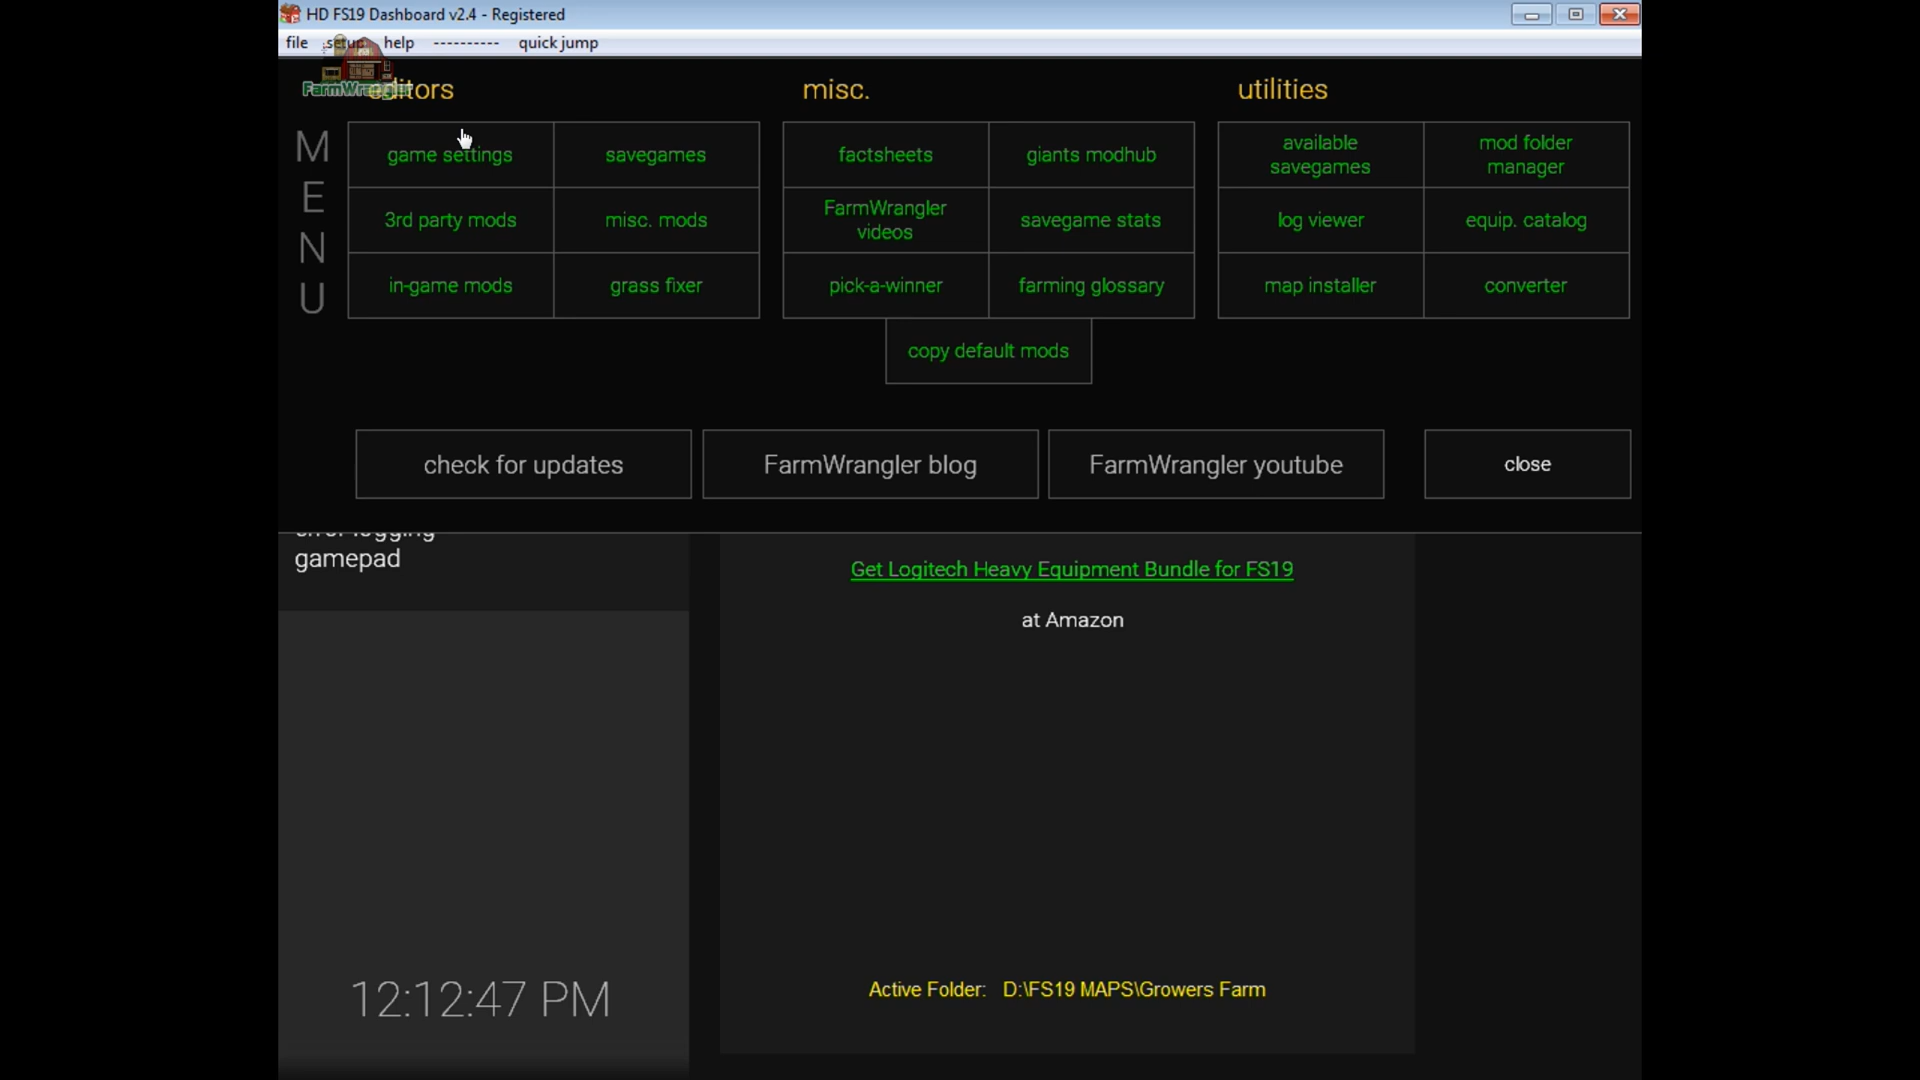 HD FS19 Dashboard v2.4 - Registered
file setup help ---------- quick jump
FarmWrangler
editors
misc.
utilities
MENU
game settings
savegames
3rd party mods
misc. mods
in-game mods
grass fixer
factsheets
giants modhub
FarmWrangler
videos
savegame stats
pick-a-winner
farming glossary
copy default mods
available
savegames
mod folder
manager
log viewer
equip. catalog
map installer
converter
check for updates
FarmWrangler blog
FarmWrangler youtube
close
error logging
gamepad
Get Logitech Heavy Equipment Bundle for FS19
at Amazon
12:12:47 PM
Active Folder: D:\FS19 MAPS\Growers Farm